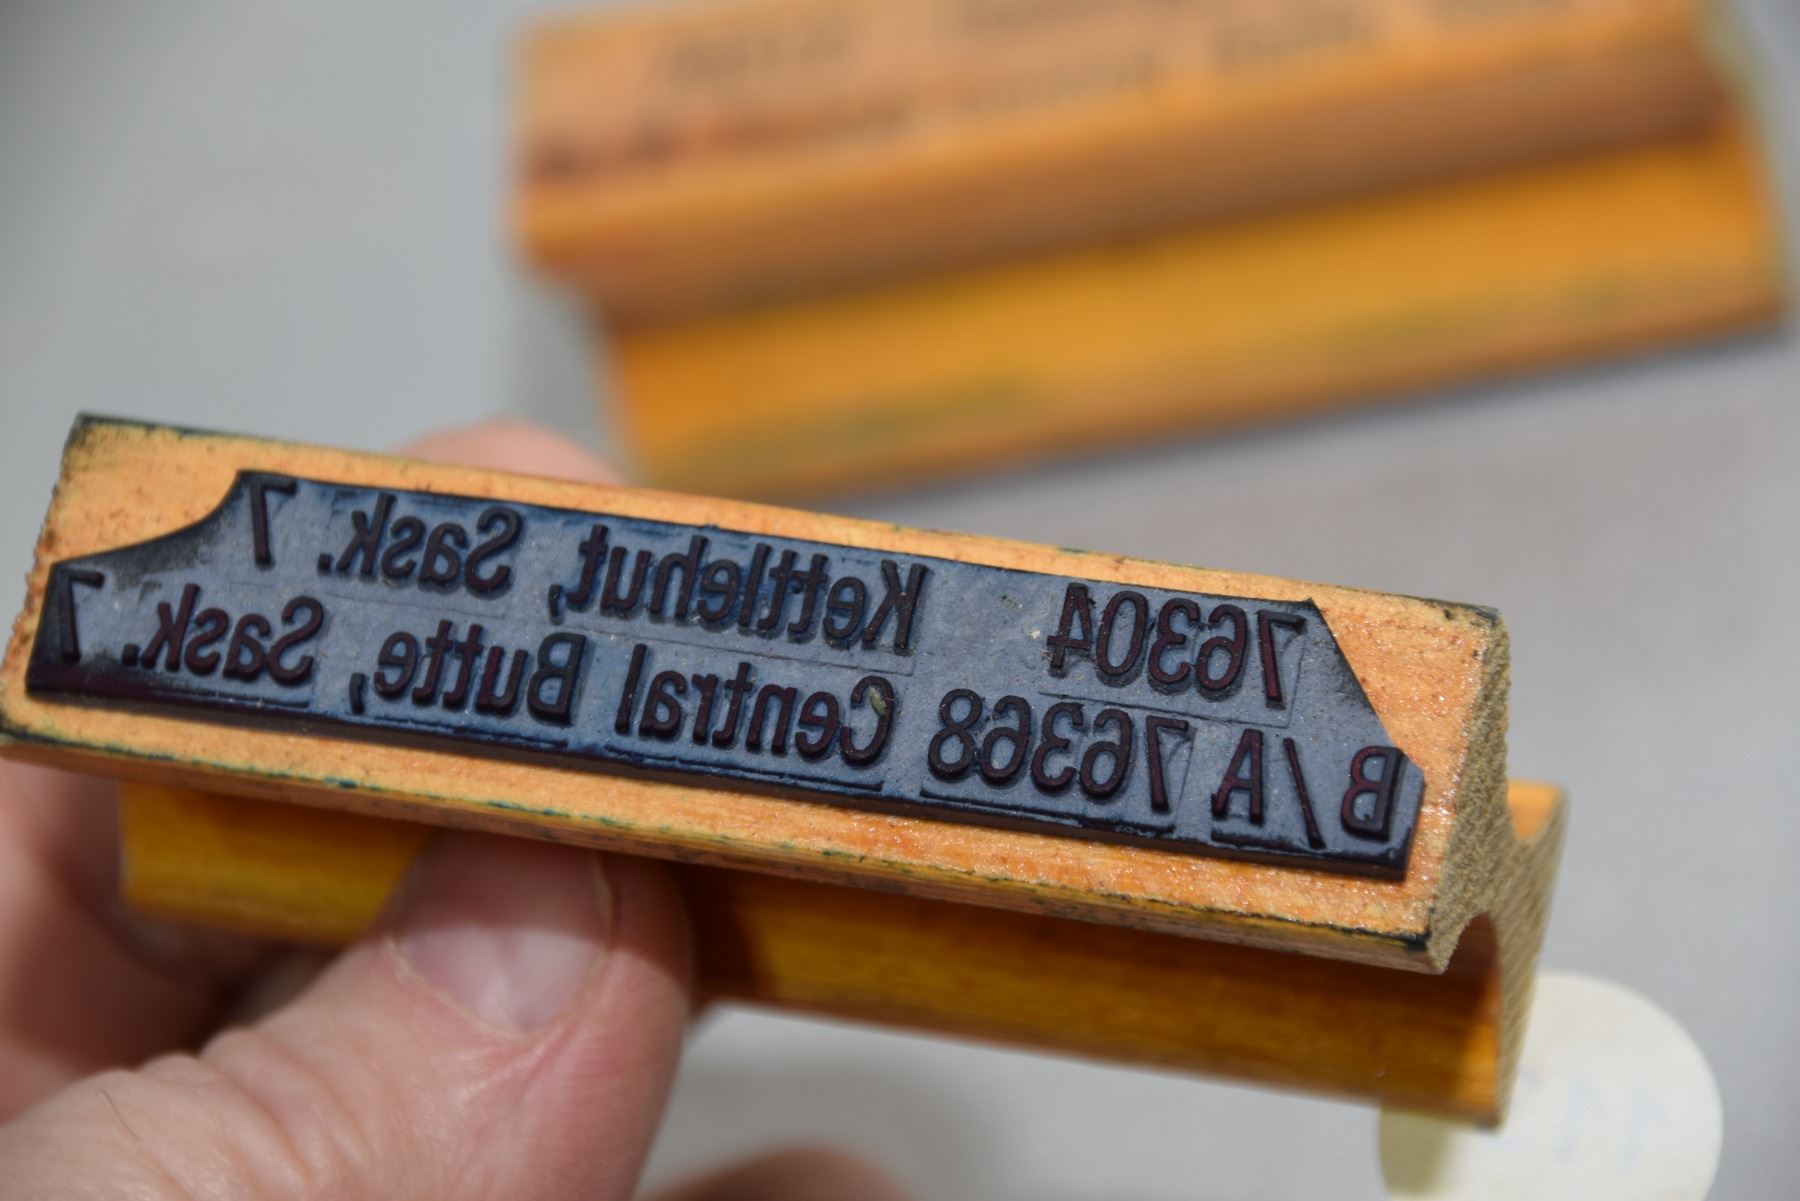 76304 Kettlehut, Sask. 7
B/A 76368 Central Butte, Sask. 7